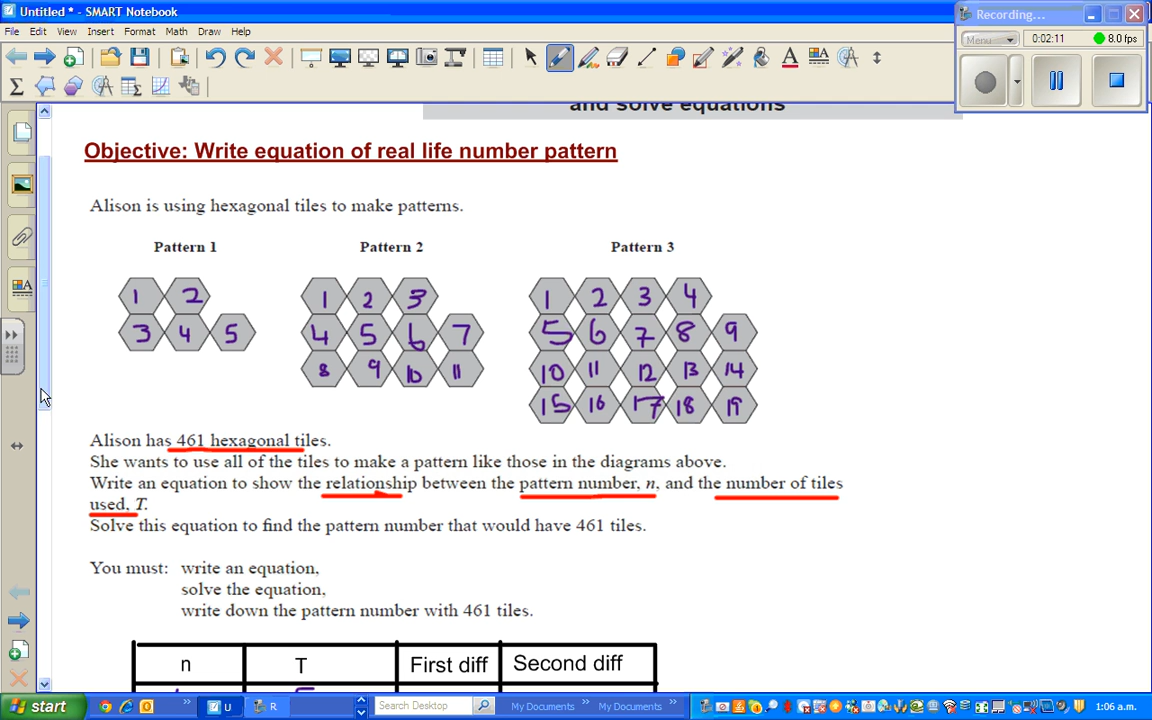 Untitled * - SMART Notebook
Recording...
File Edit View Insert Format Math Draw Help
Menu 0:02:11 8.0 fps
and solve equations
Objective: Write equation of real life number pattern
Alison is using hexagonal tiles to make patterns.
Pattern 1 Pattern 2 Pattern 3
1 2 1 2 3 1 2 3 4
3 4 5 4 5 6 7 5 6 7 8 9
8 9 10 11 10 11 12 13 14
15 16 17 18 19
Alison has 461 hexagonal tiles.
She wants to use all of the tiles to make a pattern like those in the diagrams above.
Write an equation to show the relationship between the pattern number, n, and the number of tiles
used, T.
Solve this equation to find the pattern number that would have 461 tiles.
You must: write an equation,
solve the equation,
write down the pattern number with 461 tiles.
n T First diff Second diff
start U R Search Desktop My Documents My Documents 1:06 a.m.